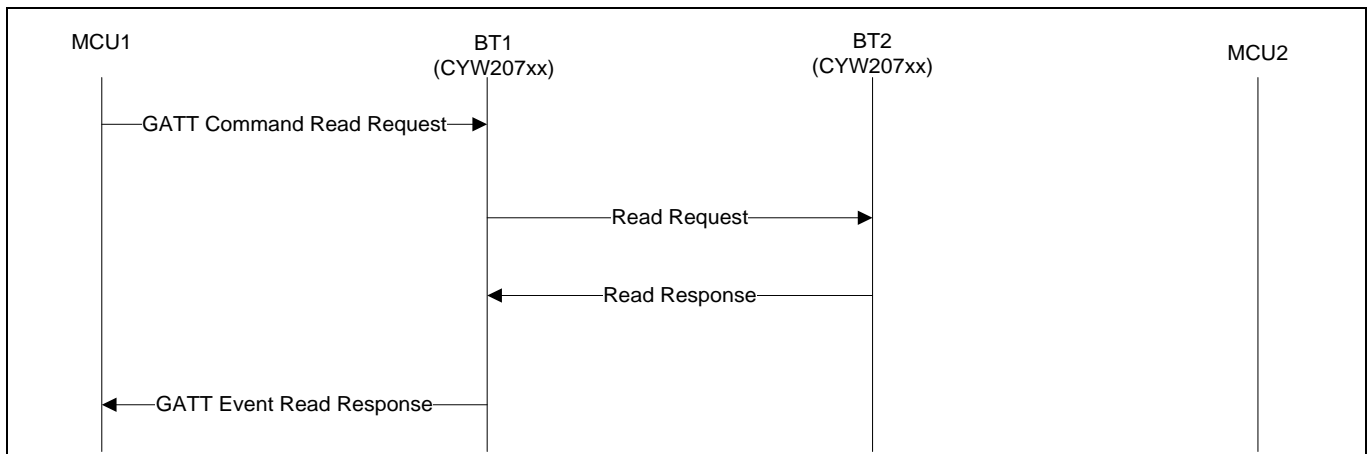 MCU1
BT1
(CYW207xx)
BT2
(CYW207xx)
MCU2
GATT Command Read Request
Read Request
Read Response
GATT Event Read Response